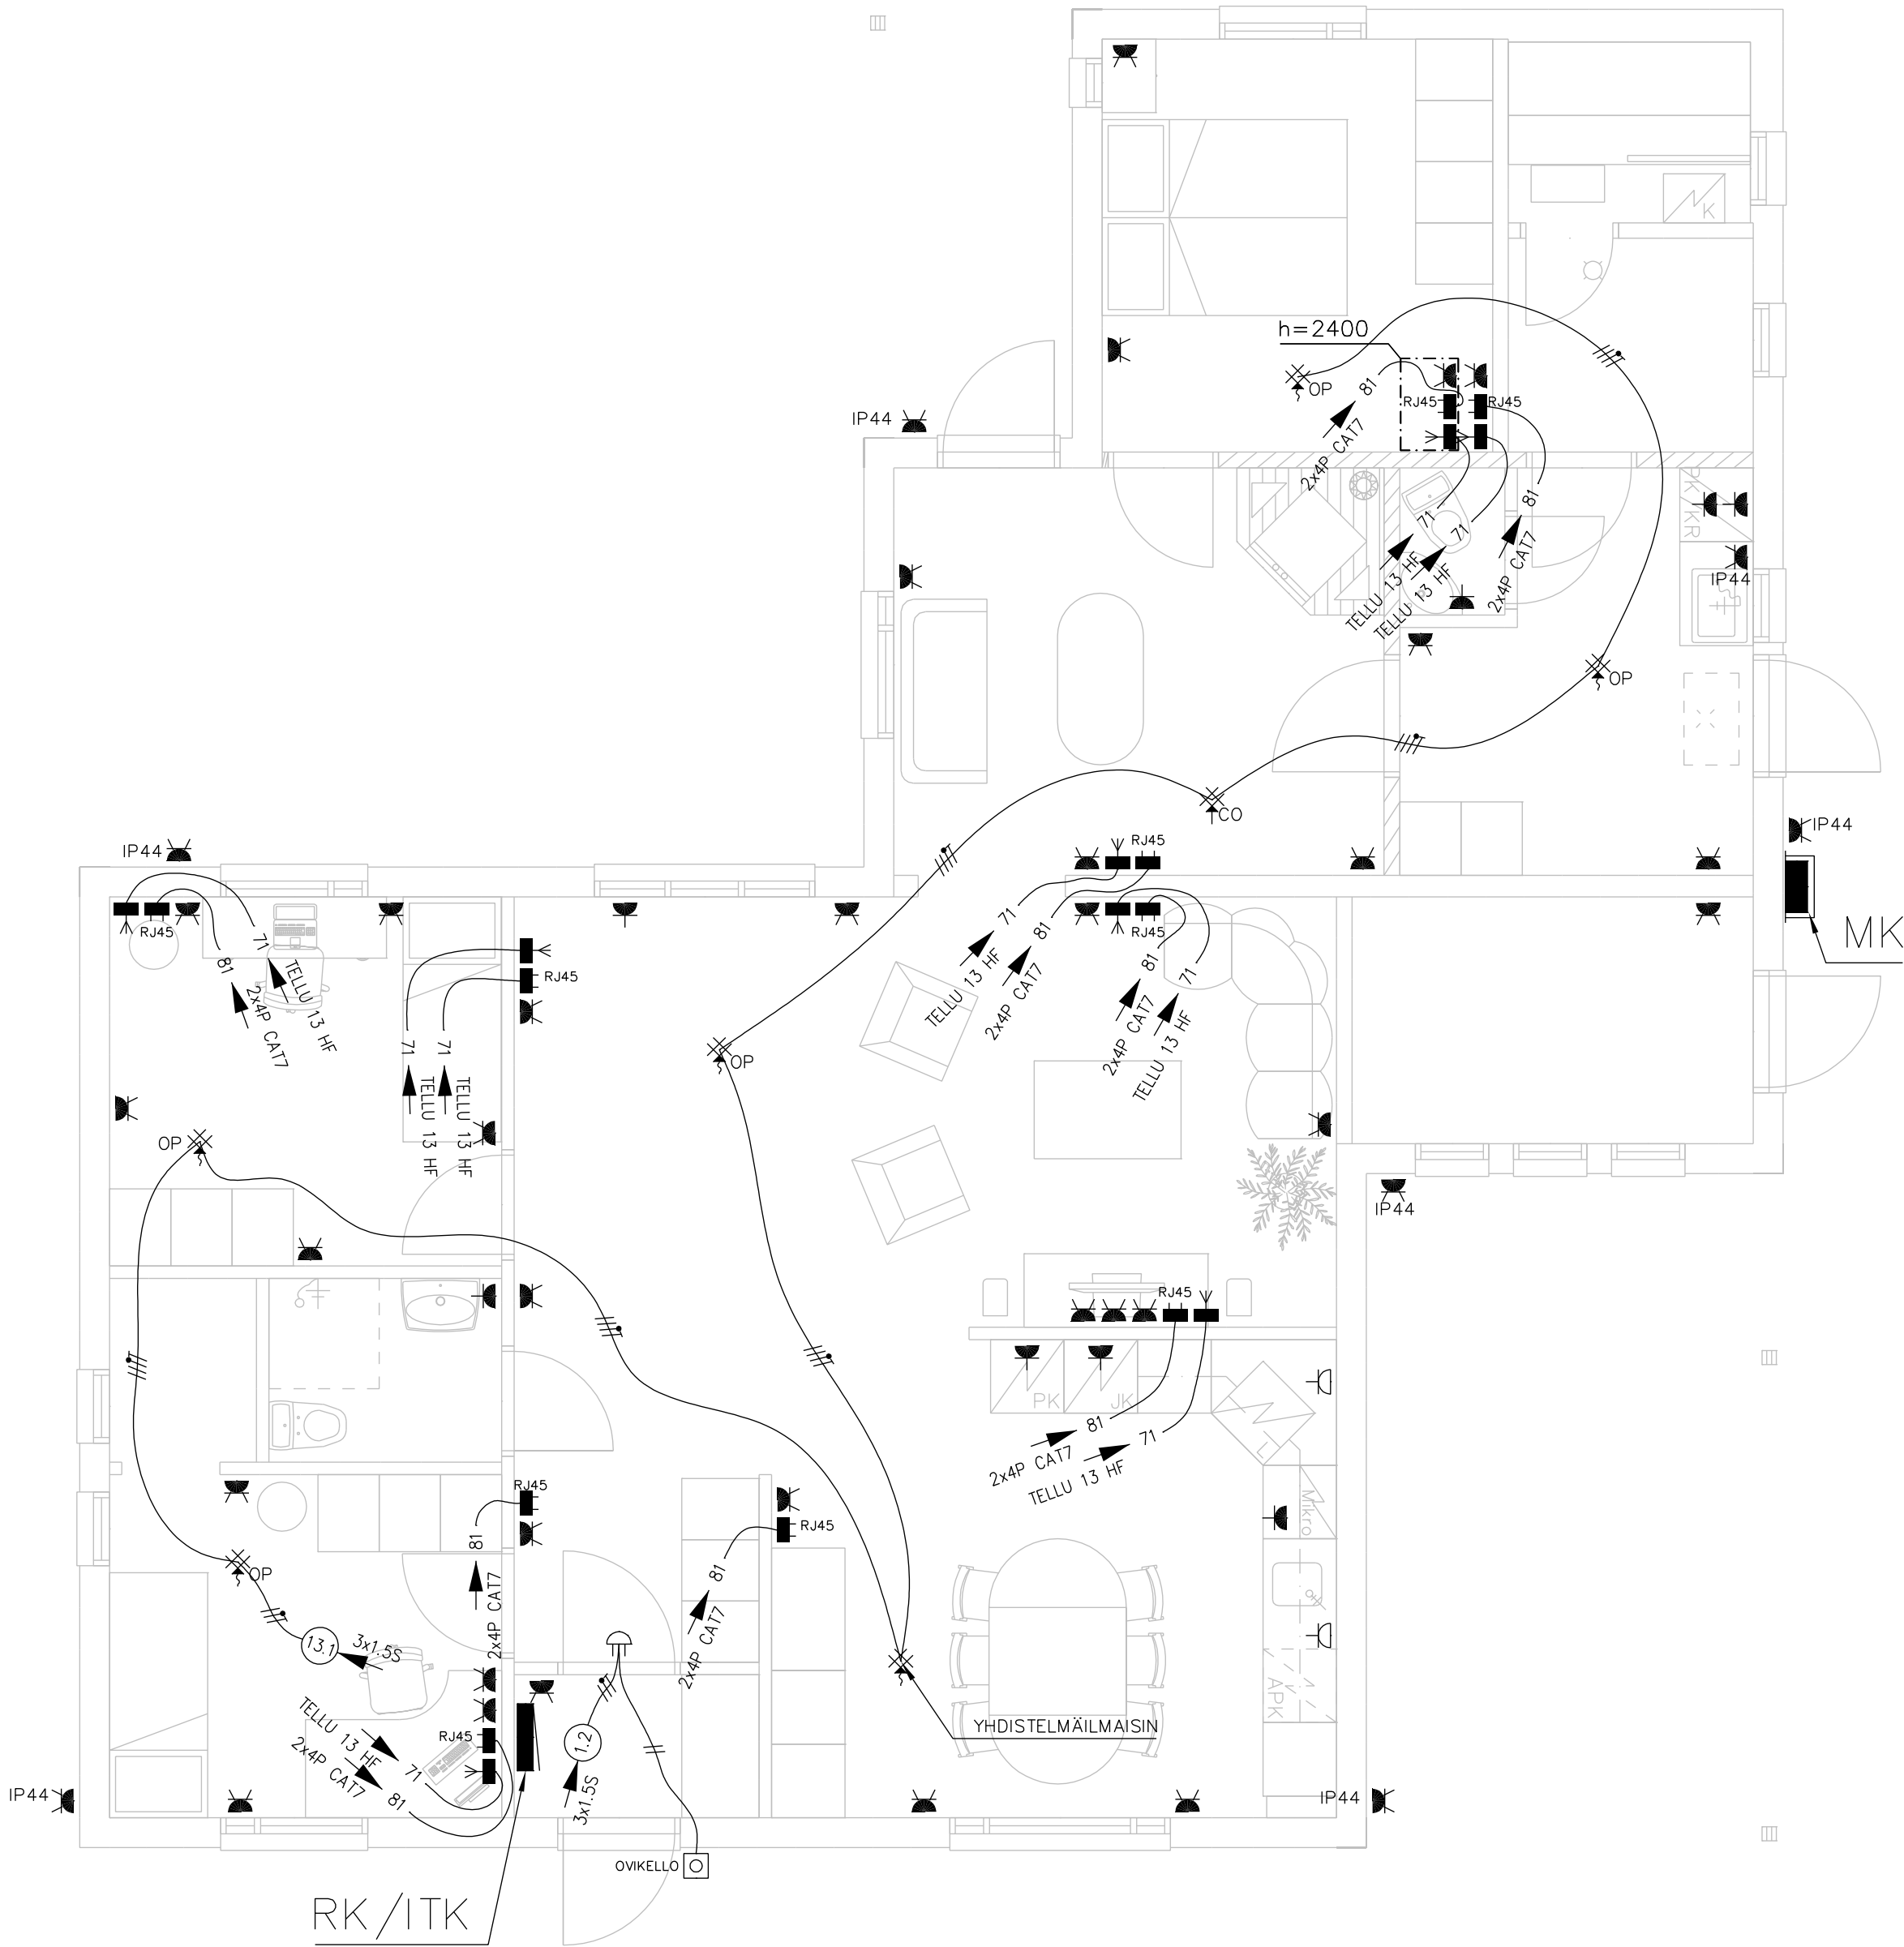 K
h=2400
OP
81
RJ45
RJ45
IP44
2x4P CAT7
PK/KR
81
71
71
TELLU 13 HF
TELLU 13 HF
2x4P CAT7
IP44
OP
CO
IP44
IP44
RJ45
MK
RJ45
71
81
TELLU 13 HF
2x4P CAT7
RJ45
71
81
TELLU 13 HF
2x4P CAT7
RJ45
81
71
2x4P CAT7
TELLU 13 HF
RJ45
71
71
TELLU 13 HF
TELLU 13 HF
OP
OP
IP44
RJ45
PK
JK
L
81
71
2x4P CAT7
TELLU 13 HF
RJ45
81
2x4P CAT7
RJ45
81
2x4P CAT7
Mikro
OP
13.1
3x1.5S
APK
YHDISTELMÄILMAISIN
TELLU 13 HF
2x4P CAT7
RJ45
71
81
1.2
3x1.5S
IP44
IP44
OVIKELLO
RK/ITK